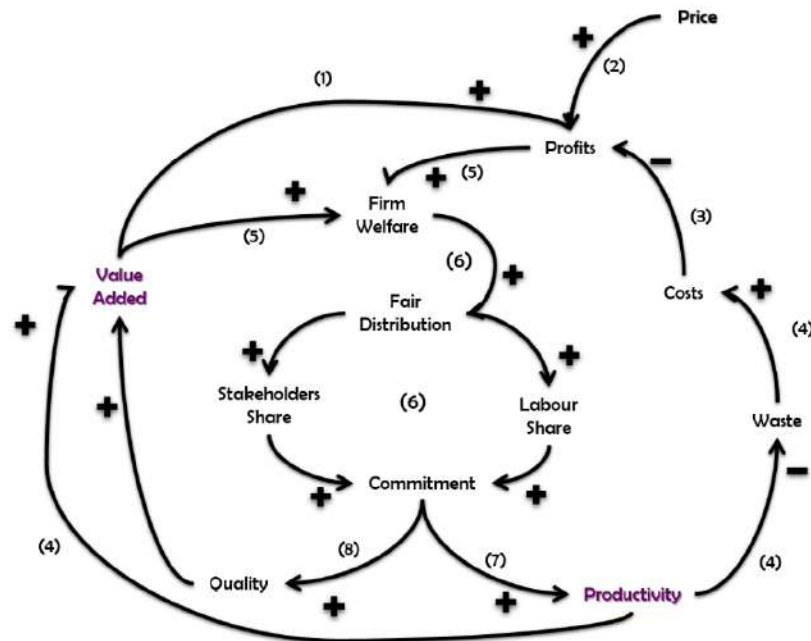 Price
+
(2)
(1)
+
Profits
−
(5)
+
Firm
Welfare
+
(5)
(3)
(6)
+
Value
Added
Costs
+
Fair
Distribution
+
(4)
+
+
Stakeholders
Share
(6)
Labour
Share
+
Waste
−
Commitment
+
+
(4)
(8)
(7)
(4)
Quality
+
+
Productivity